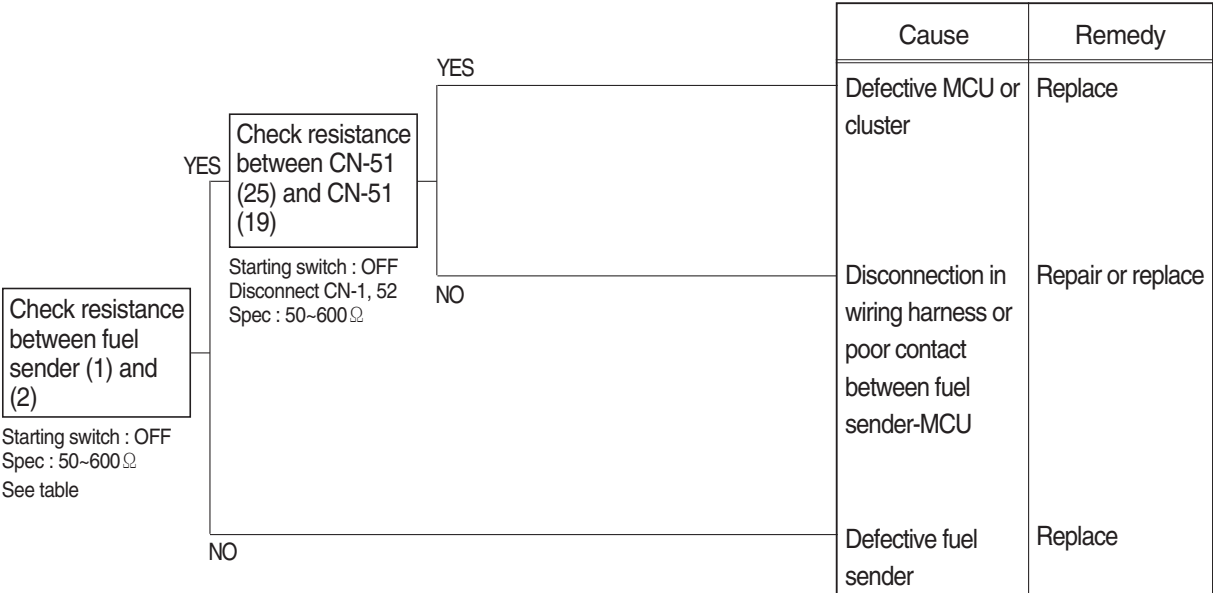 Cause
Remedy
YES
Defective MCU or
cluster
Replace
Check resistance
between CN-51
(25) and CN-51
(19)
YES
Starting switch : OFF
Disconnect CN-1, 52
Spec : 50~600Ω
NO
Disconnection in
wiring harness or
poor contact
between fuel
sender-MCU
Repair or replace
Check resistance
between fuel
sender (1) and
(2)
Starting switch : OFF
Spec : 50~600Ω
See table
NO
Defective fuel
sender
Replace